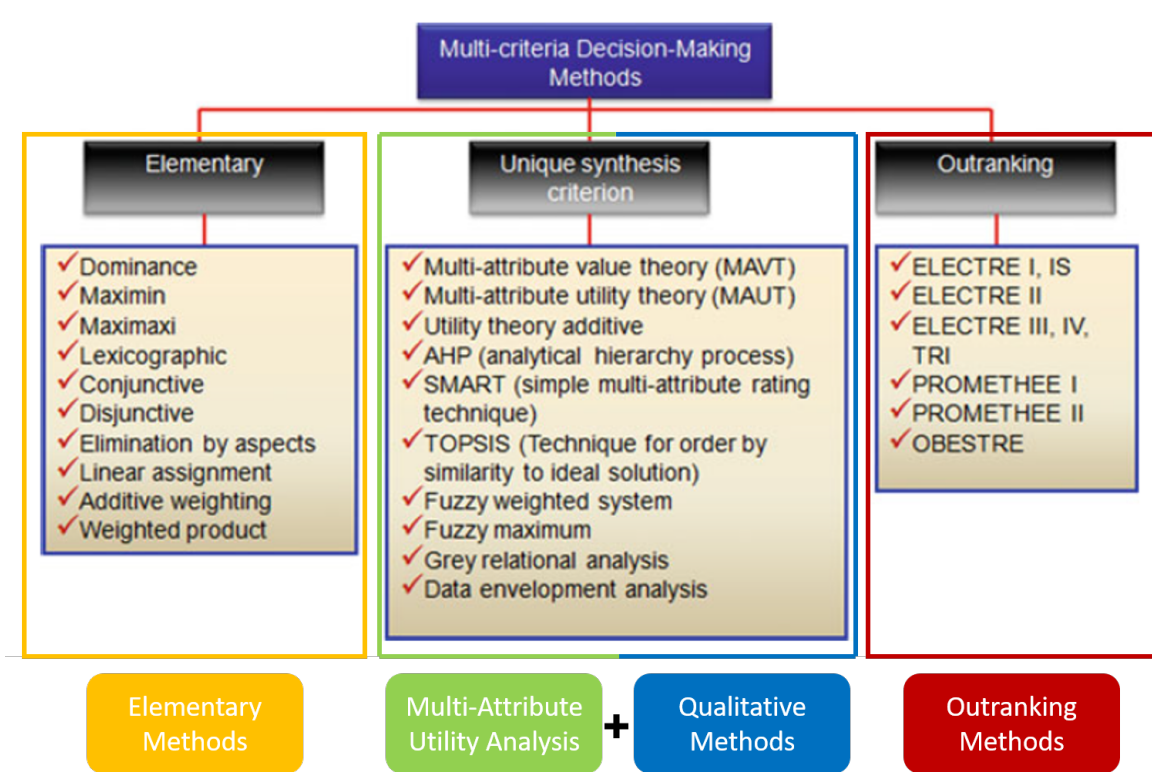 Multi-criteria Decision-Making
Methods
Elementary
Dominance
Maximin
Maximaxi
Lexicographic
Conjunctive
Disjunctive
Elimination by aspects
Linear assignment
Additive weighting
Weighted product
Unique synthesis
criterion
Multi-attribute value theory (MAVT)
Multi-attribute utility theory (MAUT)
Utility theory additive
AHP (analytical hierarchy process)
SMART (simple multi-attribute rating
technique)
TOPSIS (Technique for order by
similarity to ideal solution)
Fuzzy weighted system
Fuzzy maximum
Grey relational analysis
Data envelopment analysis
Outranking
ELECTRE I, IS
ELECTRE II
ELECTRE III, IV,
TRI
PROMETHEE I
PROMETHEE II
OBESTRE
Elementary
Methods
Multi-Attribute
Utility Analysis
+
Qualitative
Methods
Outranking
Methods